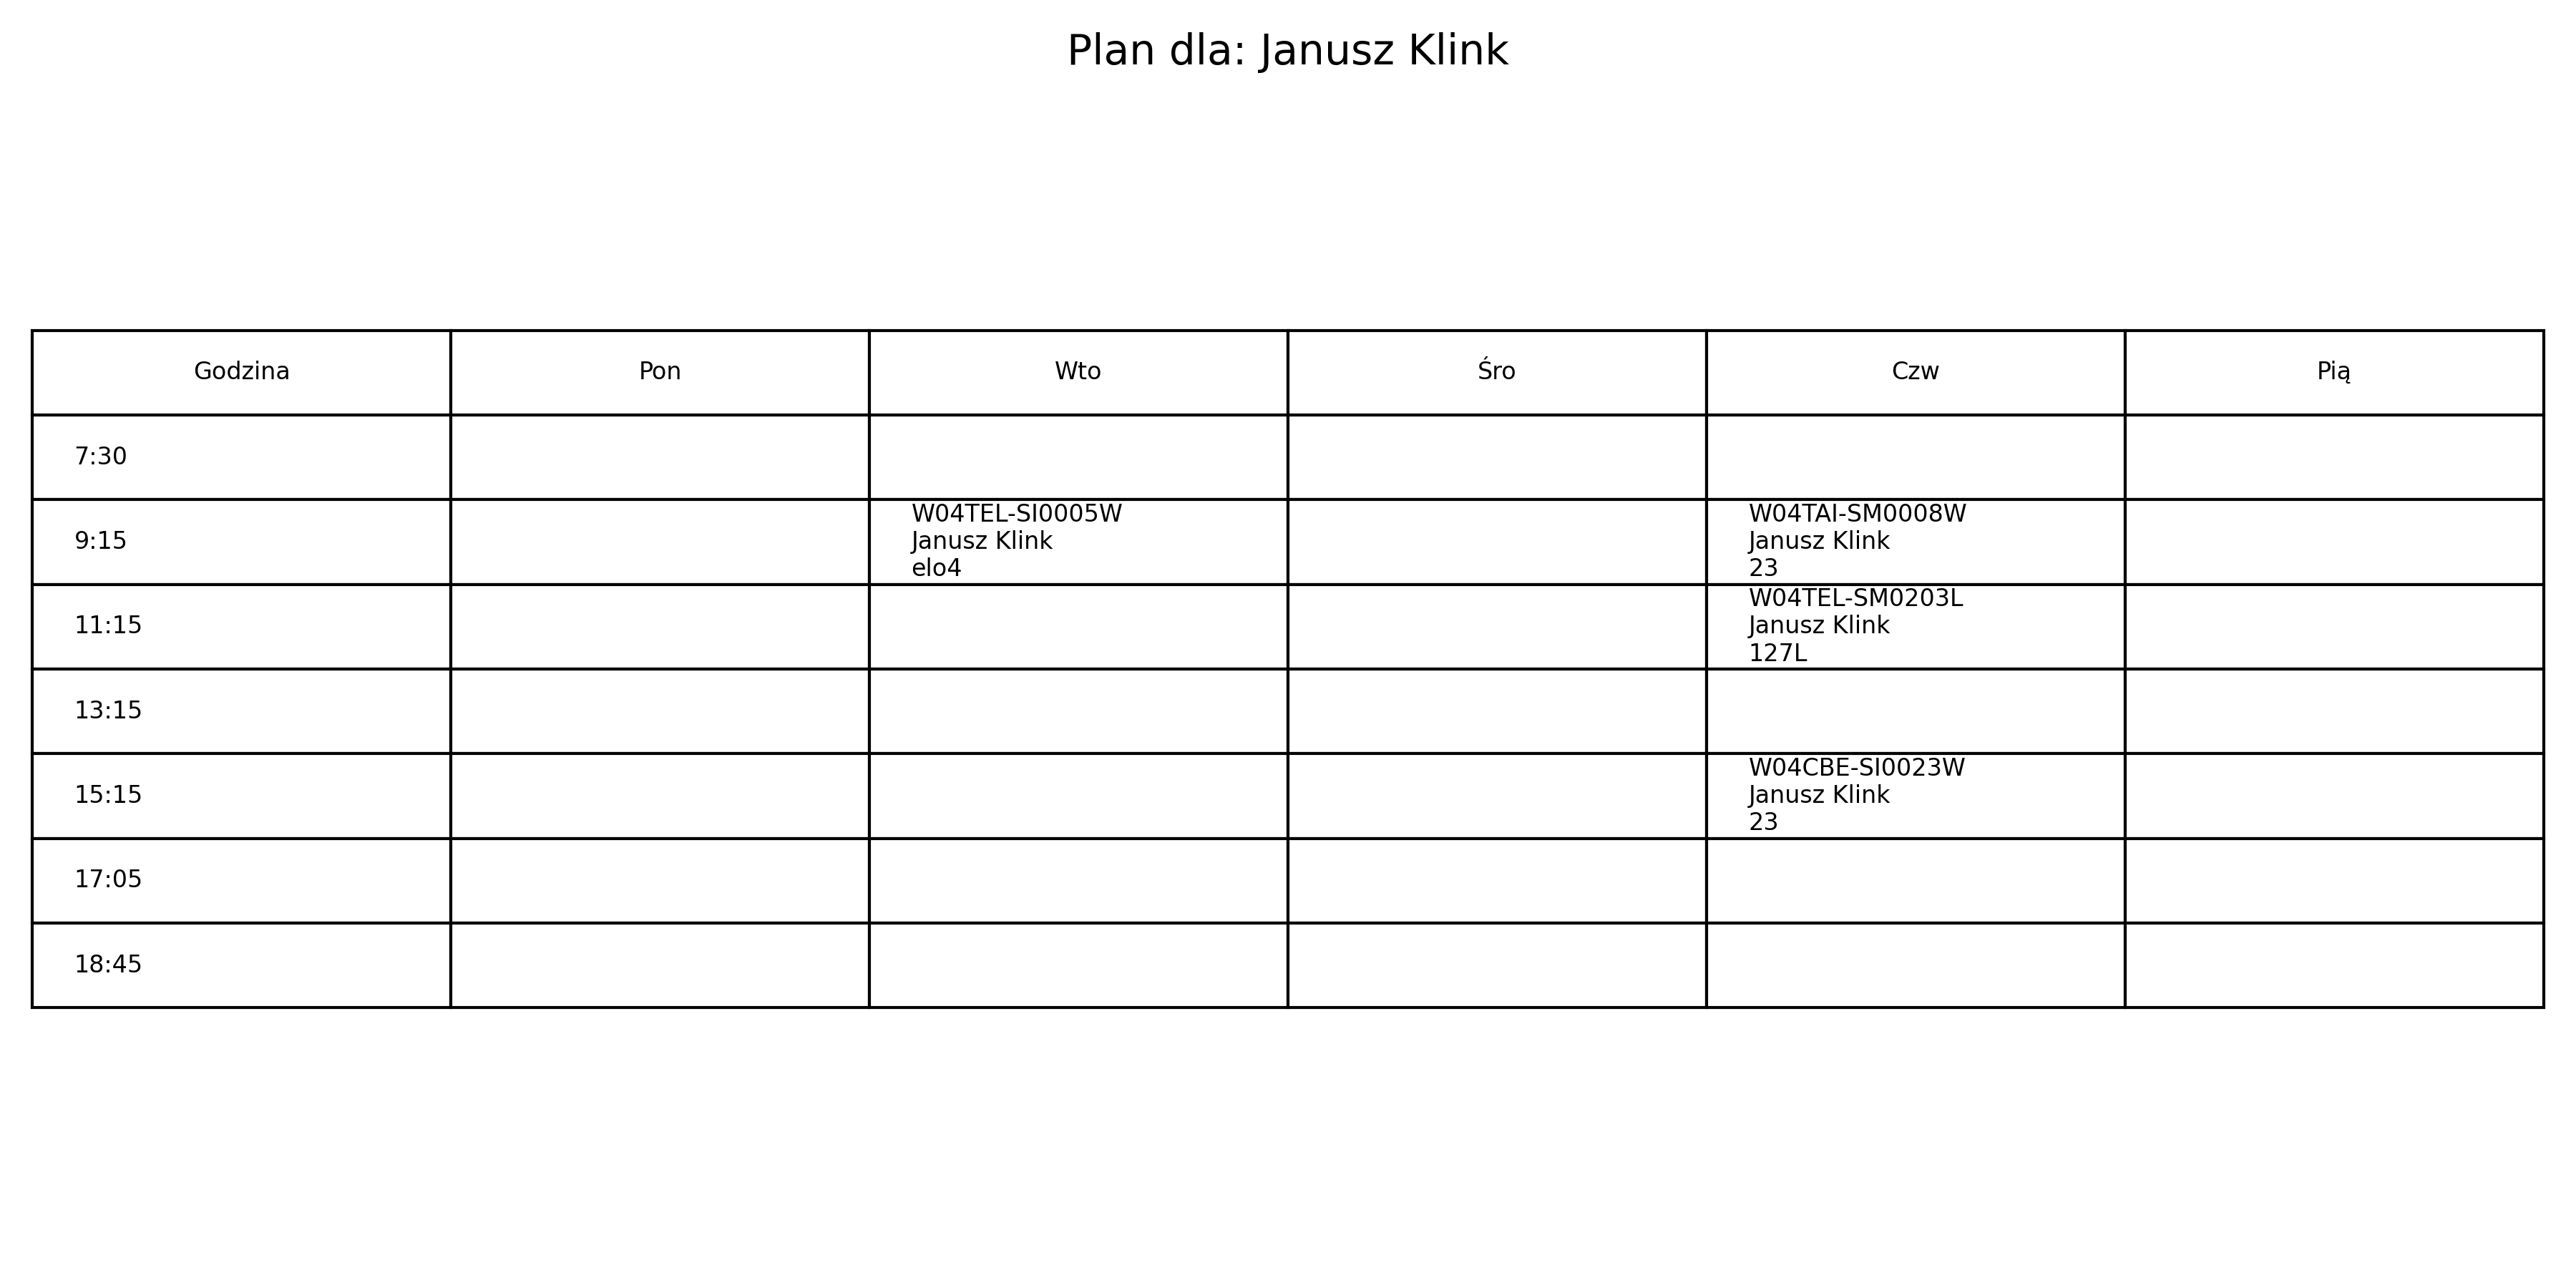 Plan dla: Janusz Klink
Godzina Pon Wto Śro Czw Pią
7:30
9:15
W04TEL-SI0005W
Janusz Klink
elo4
W04TAI-SM0008W
Janusz Klink
23
11:15
W04TEL-SM0203L
Janusz Klink
127L
13:15
15:15
W04CBE-SI0023W
Janusz Klink
23
17:05
18:45